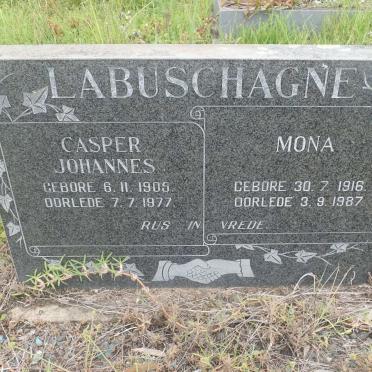 LABUSCHAGNE
CASPER
JOHANNES
GEBORE 6.11.1905
OORLEDE 7.7.1977
MONA
GEBORE 30.7.1916
OORLEDE 3.9.1987
RUS IN VREDE